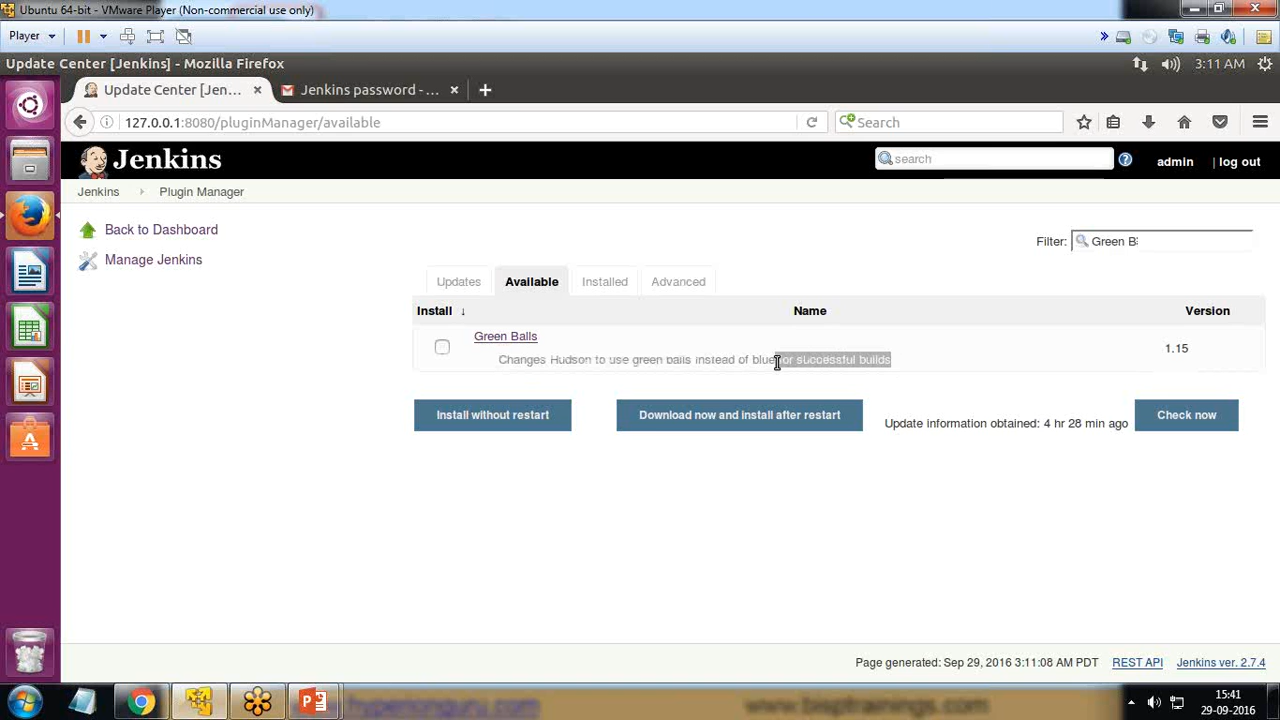 Ubuntu 64-bit - VMware Player (Non-commercial use only)
Player
Update Center [Jenkins] - Mozilla Firefox
3:11 AM
Update Center [Jen...
Jenkins password - ...
127.0.0.1:8080/pluginManager/available
Search
Jenkins
search
admin
log out
Jenkins
Plugin Manager
Back to Dashboard
Manage Jenkins
Filter:
Green B
Updates
Available
Installed
Advanced
Install ↓
Name
Version
Green Balls
Changes Hudson to use green balls instead of blue for successful builds
1.15
Install without restart
Download now and install after restart
Update information obtained: 4 hr 28 min ago
Check now
Page generated: Sep 29, 2016 3:11:08 AM PDT
REST API
Jenkins ver. 2.7.4
www.bisptrainings.com
15:41
29-09-2016